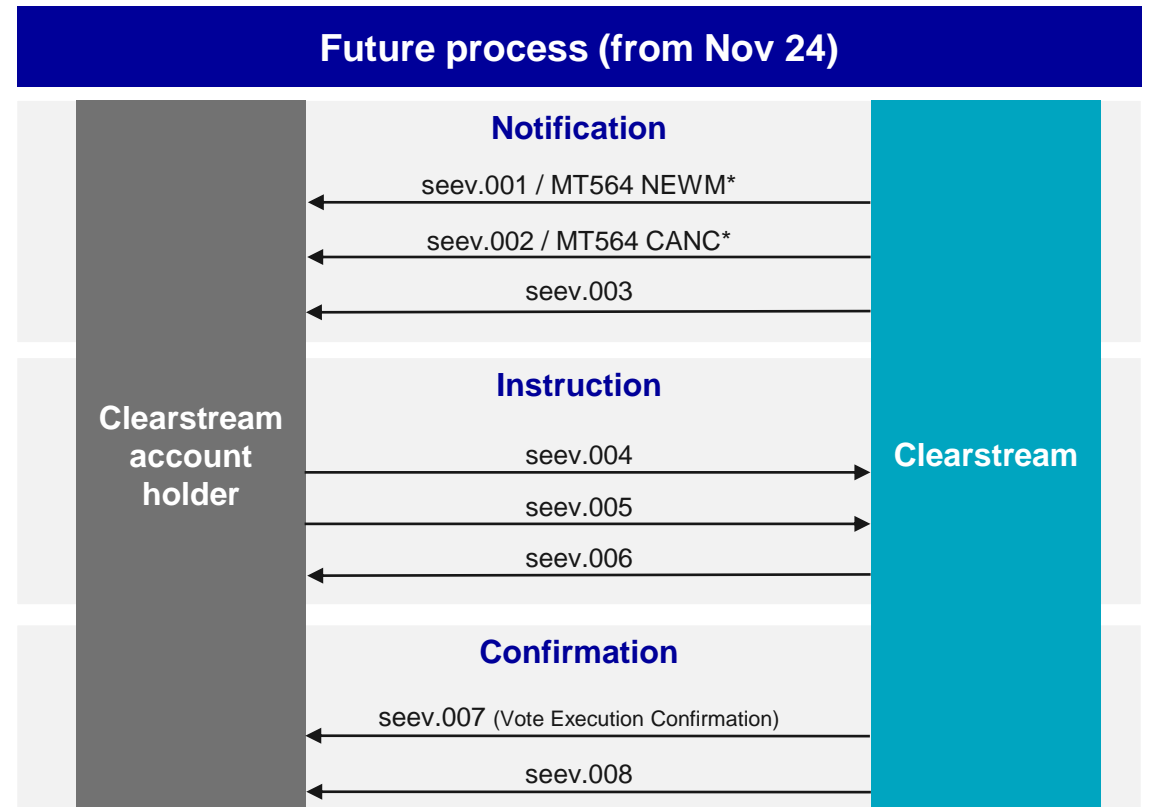 Future process (from Nov 24)
Notification
seev.001 / MT564 NEWM*
seev.002 / MT564 CANC*
seev.003
Instruction
Clearstream
account
holder
seev.004
Clearstream
seev.005
seev.006
Confirmation
seev.007 (Vote Execution Confirmation)
seev.008